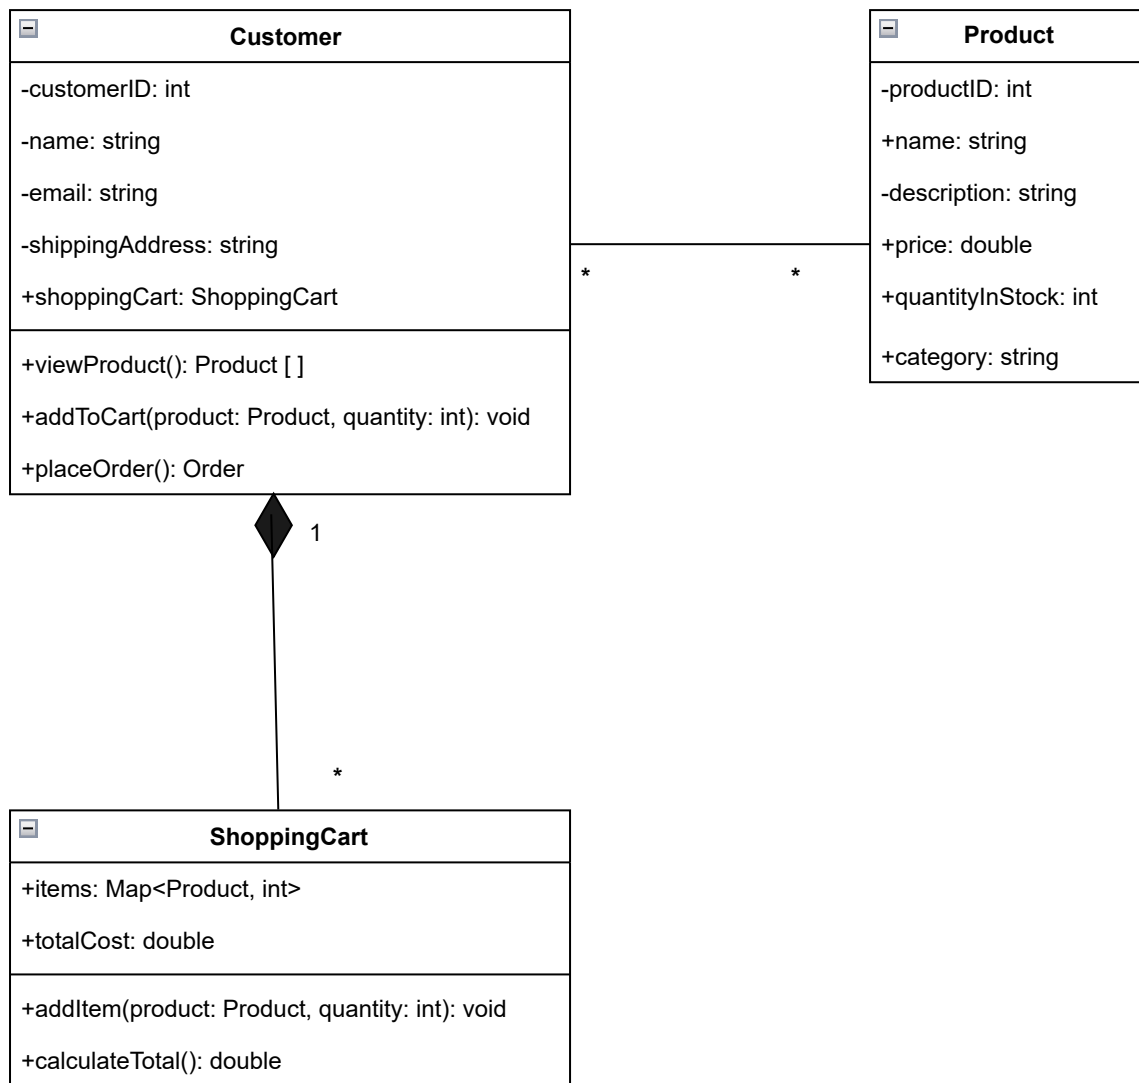 Customer
-customerID: int
-name: string
-email: string
-shippingAddress: string
+shoppingCart: ShoppingCart
+viewProduct(): Product [ ]
+addToCart(product: Product, quantity: int): void
+placeOrder(): Order
Product
-productID: int
+name: string
-description: string
+price: double
+quantityInStock: int
+category: string
*
*
1
*
ShoppingCart
+items: Map<Product, int>
+totalCost: double
+addItem(product: Product, quantity: int): void
+calculateTotal(): double